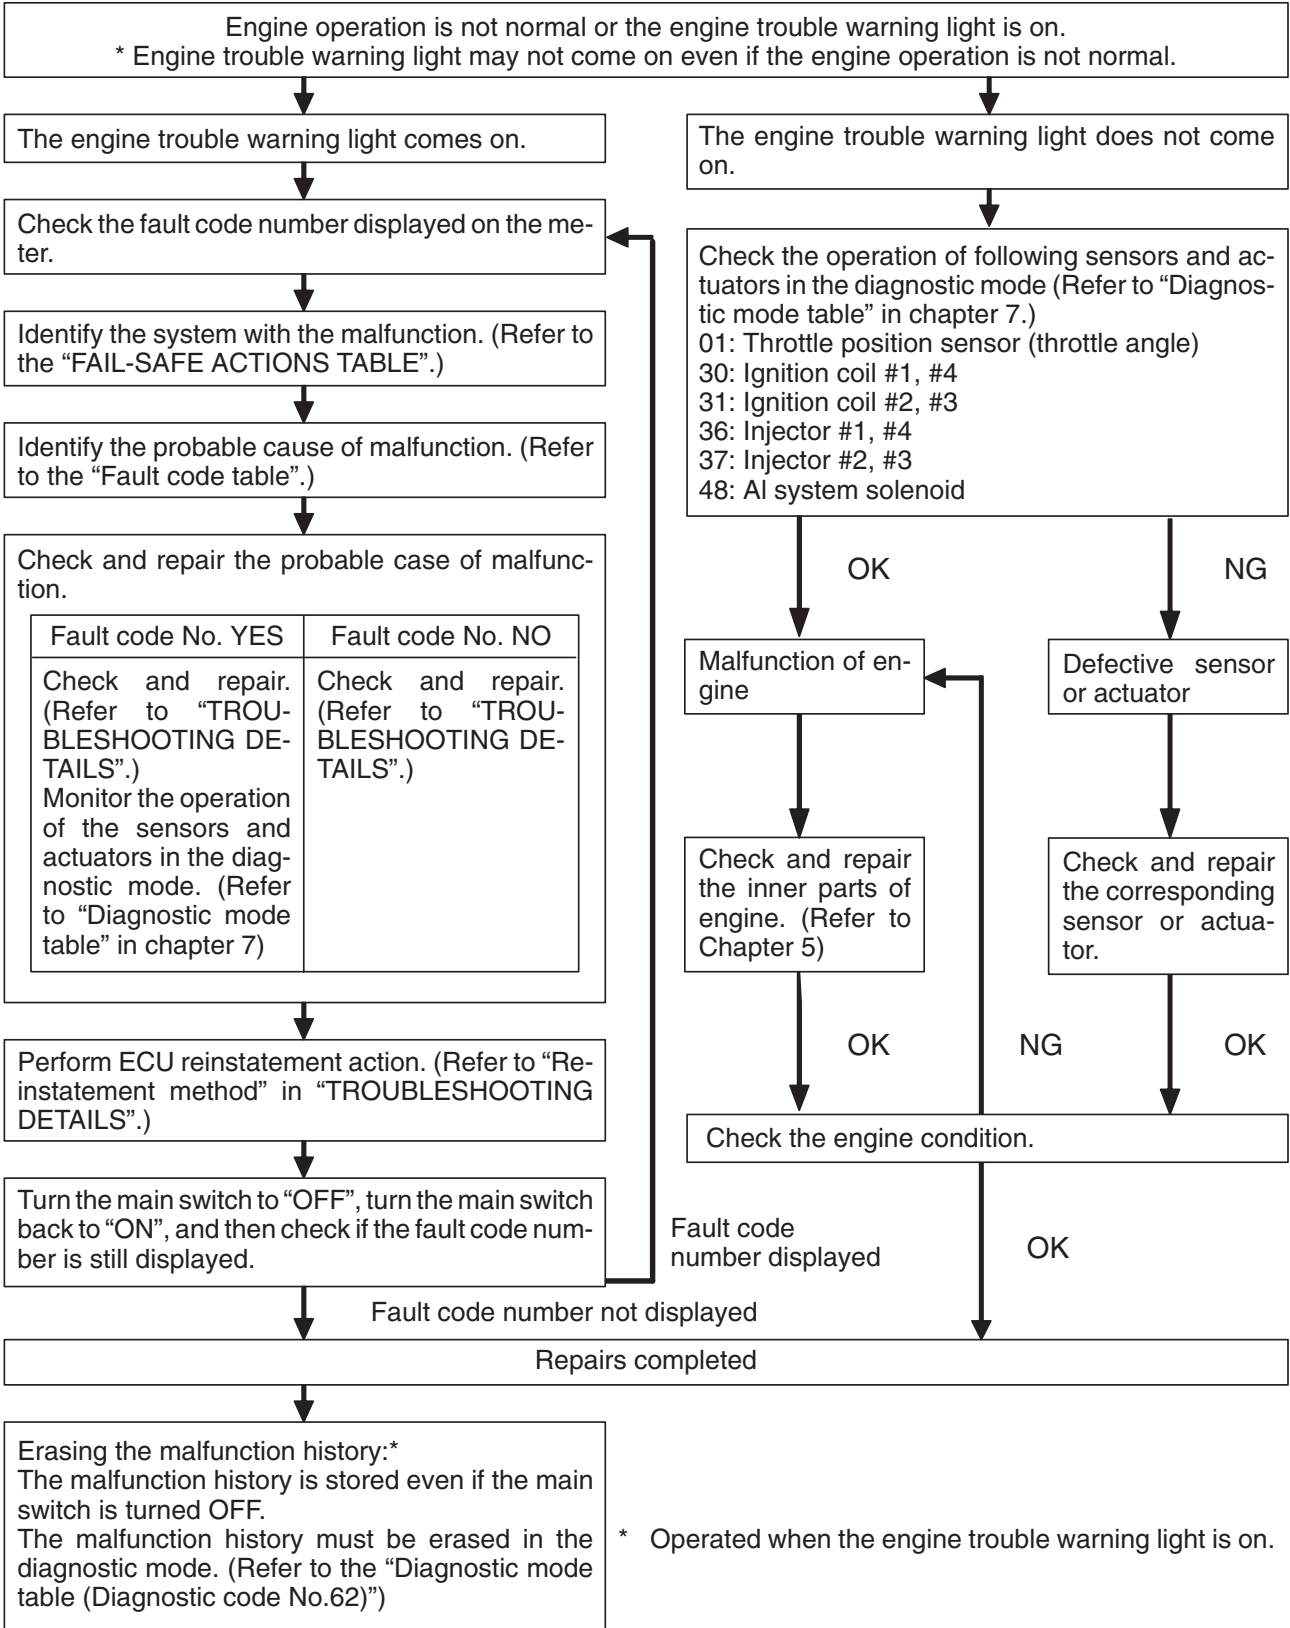 Engine operation is not normal or the engine trouble warning light is on.
* Engine trouble warning light may not come on even if the engine operation is not normal.
The engine trouble warning light comes on.
Check the fault code number displayed on the me-
ter.
Identify the system with the malfunction. (Refer to
the “FAIL-SAFE ACTIONS TABLE”.)
Identify the probable cause of malfunction. (Refer
to the “Fault code table”.)
Check and repair the probable case of malfunc-
tion.
Fault code No. YES
Check and repair.
(Refer to “TROU-
BLESHOOTING DE-
TAILS”.)
Monitor the operation
of the sensors and
actuators in the diag-
nostic mode. (Refer
to “Diagnostic mode
table” in chapter 7)
Fault code No. NO
Check and repair.
(Refer to “TROU-
BLESHOOTING DE-
TAILS”.)
Perform ECU reinstatement action. (Refer to “Re-
instatement method” in “TROUBLESHOOTING
DETAILS”.)
Turn the main switch to “OFF”, turn the main switch
back to “ON”, and then check if the fault code num-
ber is still displayed.
Fault code
number displayed
Fault code number not displayed
The engine trouble warning light does not come
on.
Check the operation of following sensors and ac-
tuators in the diagnostic mode (Refer to “Diagnos-
tic mode table” in chapter 7.)
01: Throttle position sensor (throttle angle)
30: Ignition coil #1, #4
31: Ignition coil #2, #3
36: Injector #1, #4
37: Injector #2, #3
48: AI system solenoid
OK
NG
Malfunction of en-
gine
Defective sensor
or actuator
Check and repair
the inner parts of
engine. (Refer to
Chapter 5)
Check and repair
the corresponding
sensor or actua-
tor.
OK
NG
OK
Check the engine condition.
OK
Repairs completed
Erasing the malfunction history:*
The malfunction history is stored even if the main
switch is turned OFF.
The malfunction history must be erased in the
diagnostic mode. (Refer to the “Diagnostic mode
table (Diagnostic code No.62)”)
* Operated when the engine trouble warning light is on.